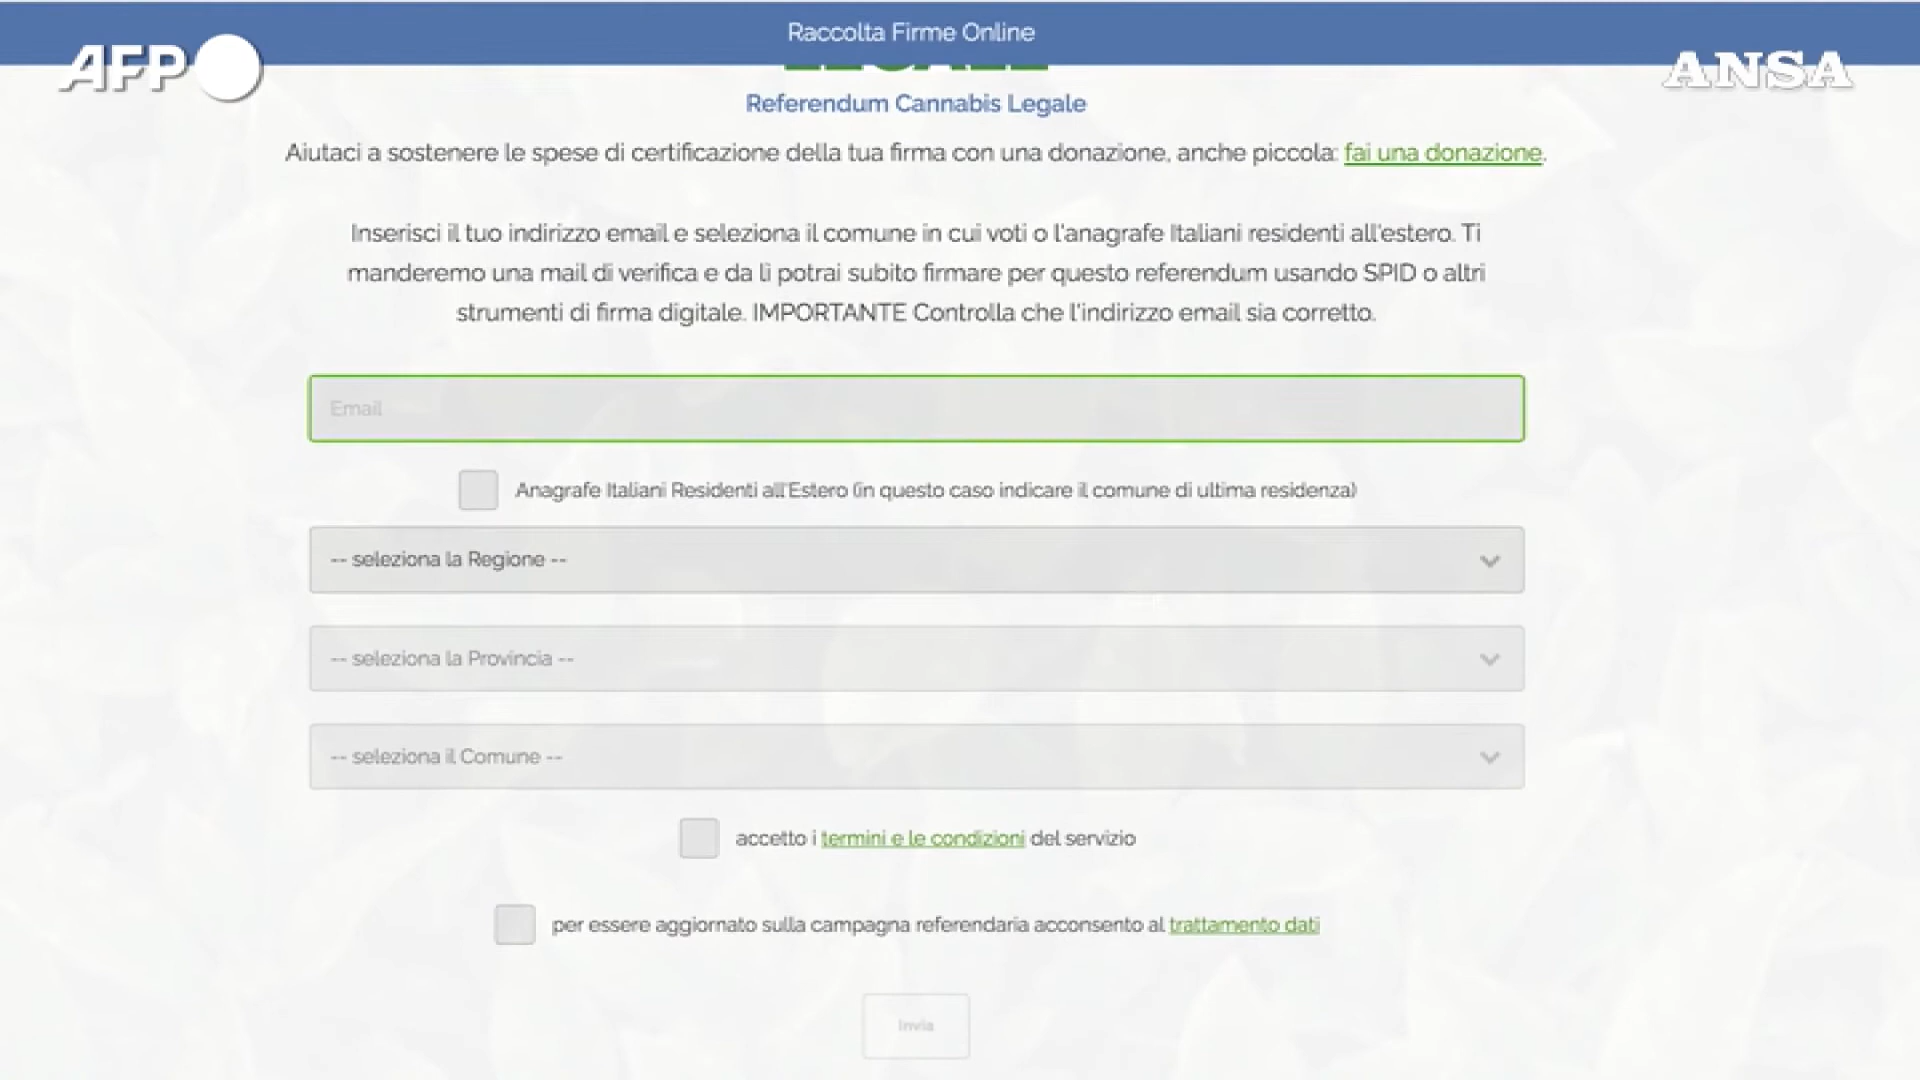 Raccolta Firme Online
AFP
ANSA
Referendum Cannabis Legale
Aiutaci a sostenere le spese di certificazione della tua firma con una donazione, anche piccola: fai una donazione.
Inserisci il tuo indirizzo email e seleziona il comune in cui voti o l'anagrafe Italiani residenti all'estero. Ti
manderemo una mail di verifica e da lì potrai subito firmare per questo referendum usando SPID o altri
strumenti di firma digitale. IMPORTANTE Controlla che l'indirizzo email sia corretto.
Email
Anagrafe Italiani Residenti all'Estero (in questo caso indicare il comune di ultima residenza)
-- seleziona la Regione --
-- seleziona la Provincia --
-- seleziona il Comune --
accetto i termini e le condizioni del servizio
per essere aggiornato sulla campagna referendaria acconsento al trattamento dati
Invia